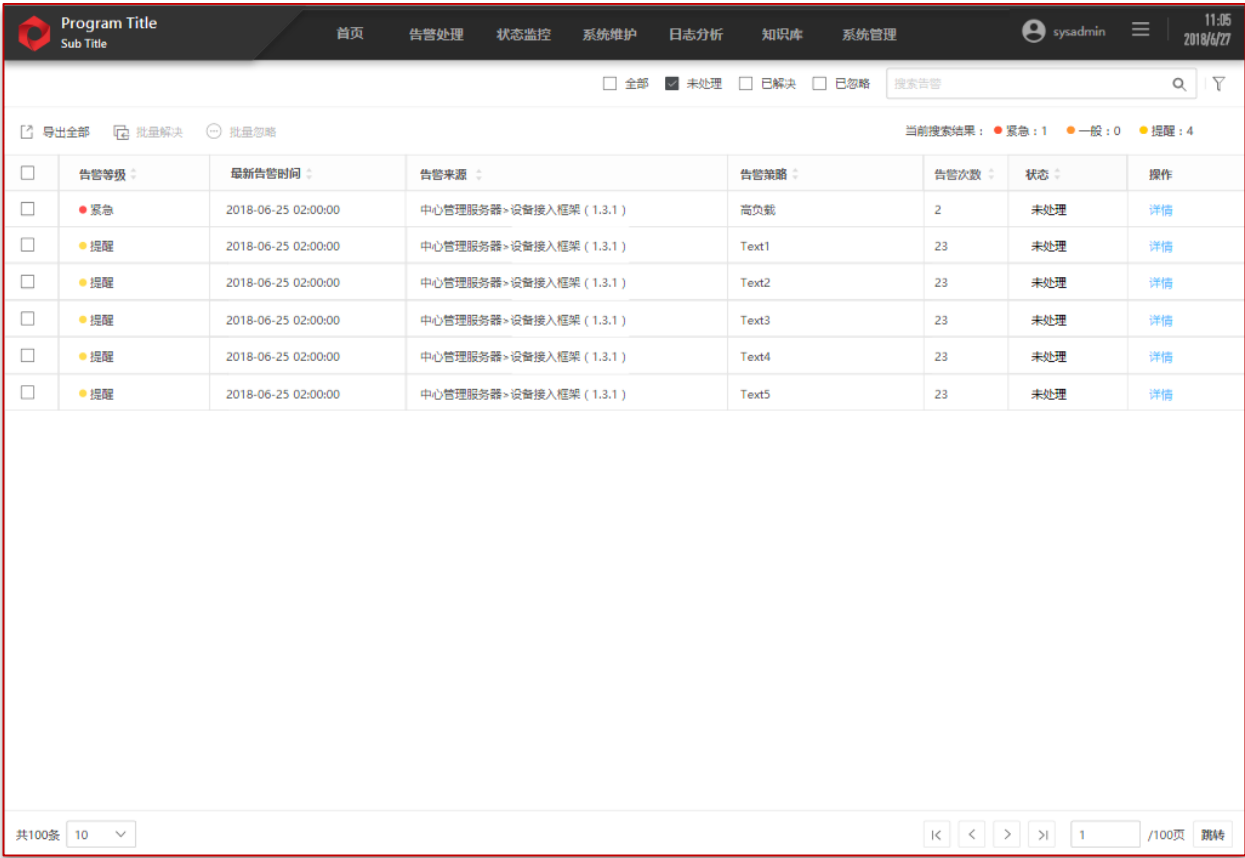 Program Title
Sub Title
首页 告警处理 状态监控 系统维护 日志分析 知识库 系统管理
sysadmin
11:05
2018/6/27
全部 未处理 已解决 已忽略 搜索告警
导出全部 批量解决 批量忽略 当前搜索结果： 紧急：1 一般：0 提醒：4
告警等级 最新告警时间 告警来源 告警策略 告警次数 状态 操作
紧急 2018-06-25 02:00:00 中心管理服务器>设备接入框架（1.3.1） 高负载 2 未处理 详情
提醒 2018-06-25 02:00:00 中心管理服务器>设备接入框架（1.3.1） Text1 23 未处理 详情
提醒 2018-06-25 02:00:00 中心管理服务器>设备接入框架（1.3.1） Text2 23 未处理 详情
提醒 2018-06-25 02:00:00 中心管理服务器>设备接入框架（1.3.1） Text3 23 未处理 详情
提醒 2018-06-25 02:00:00 中心管理服务器>设备接入框架（1.3.1） Text4 23 未处理 详情
提醒 2018-06-25 02:00:00 中心管理服务器>设备接入框架（1.3.1） Text5 23 未处理 详情
共100条 10 1 /100页 跳转